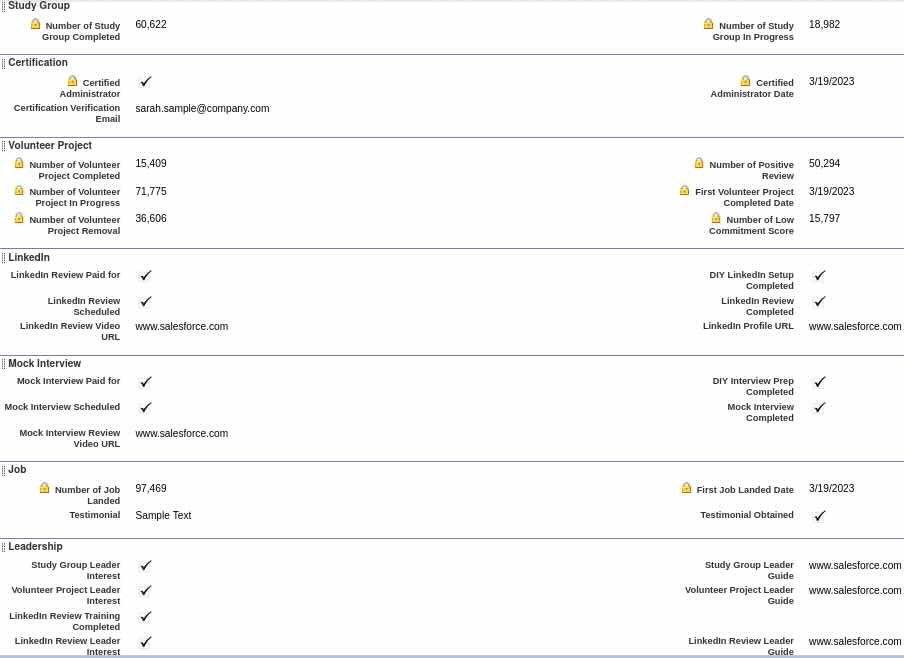 Study Group
Number of Study 60,622 Number of Study 18,982
Group Completed Group In Progress
Certification
Certified Certified 3/19/2023
Administrator Administrator Date
Certification Verification sarah.sample@company.com
Email
Volunteer Project
Number of Volunteer 15,409 Number of Positive 50,294
Project Completed Review
Number of Volunteer 71,775 First Volunteer Project 3/19/2023
Project In Progress Completed Date
Number of Volunteer 36,606 Number of Low 15,797
Project Removal Commitment Score
LinkedIn
LinkedIn Review Paid for DIY LinkedIn Setup
Completed
LinkedIn Review LinkedIn Review
Scheduled Completed
LinkedIn Review Video www.salesforce.com LinkedIn Profile URL www.salesforce.com
URL
Mock Interview
Mock Interview Paid for DIY Interview Prep
Completed
Mock Interview Scheduled Mock Interview
Completed
Mock Interview Review www.salesforce.com
Video URL
Job
Number of Job 97,469 First Job Landed Date 3/19/2023
Landed
Testimonial Sample Text Testimonial Obtained
Leadership
Study Group Leader Study Group Leader www.salesforce.com
Interest Guide
Volunteer Project Leader Volunteer Project Leader www.salesforce.com
Interest Guide
LinkedIn Review Training
Completed
LinkedIn Review Leader LinkedIn Review Leader www.salesforce.com
Interest Guide